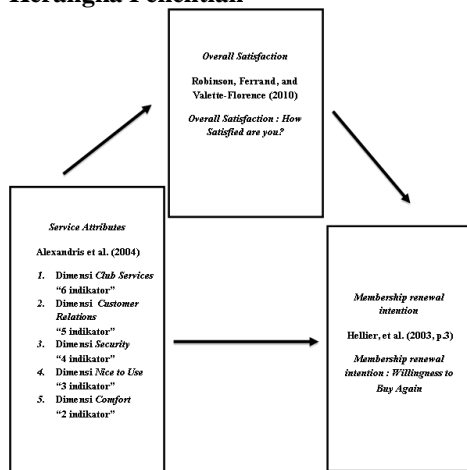 Kerangka Penelitian
Overall Satisfaction
Robinson, Ferrand, and
Valette-Florence (2010)
Overall Satisfaction : How
Satisfied are you?
Service Attributes
Alexandris et al. (2004)
1. Dimensi Club Services
“6 indikator”
2. Dimensi Customer
Relations
“5 indikator”
3. Dimensi Security
“4 indikator”
4. Dimensi Nice to Use
“3 indikator”
5. Dimensi Comfort
“2 indikator”
Membership renewal
intention
Hellier, et al. (2003, p.3)
Membership renewal
intention : Willingness to
Buy Again